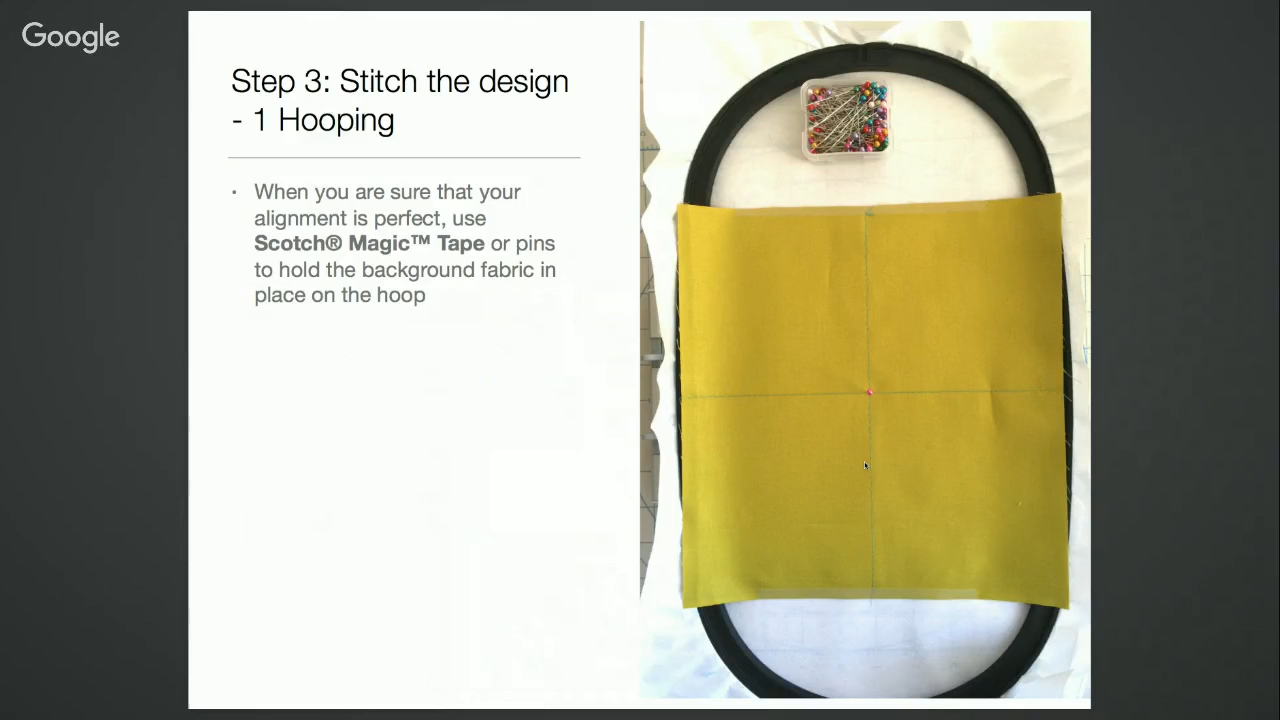 Google
Step 3: Stitch the design
- 1 Hooping
• When you are sure that your
alignment is perfect, use
Scotch® Magic™ Tape or pins
to hold the background fabric in
place on the hoop